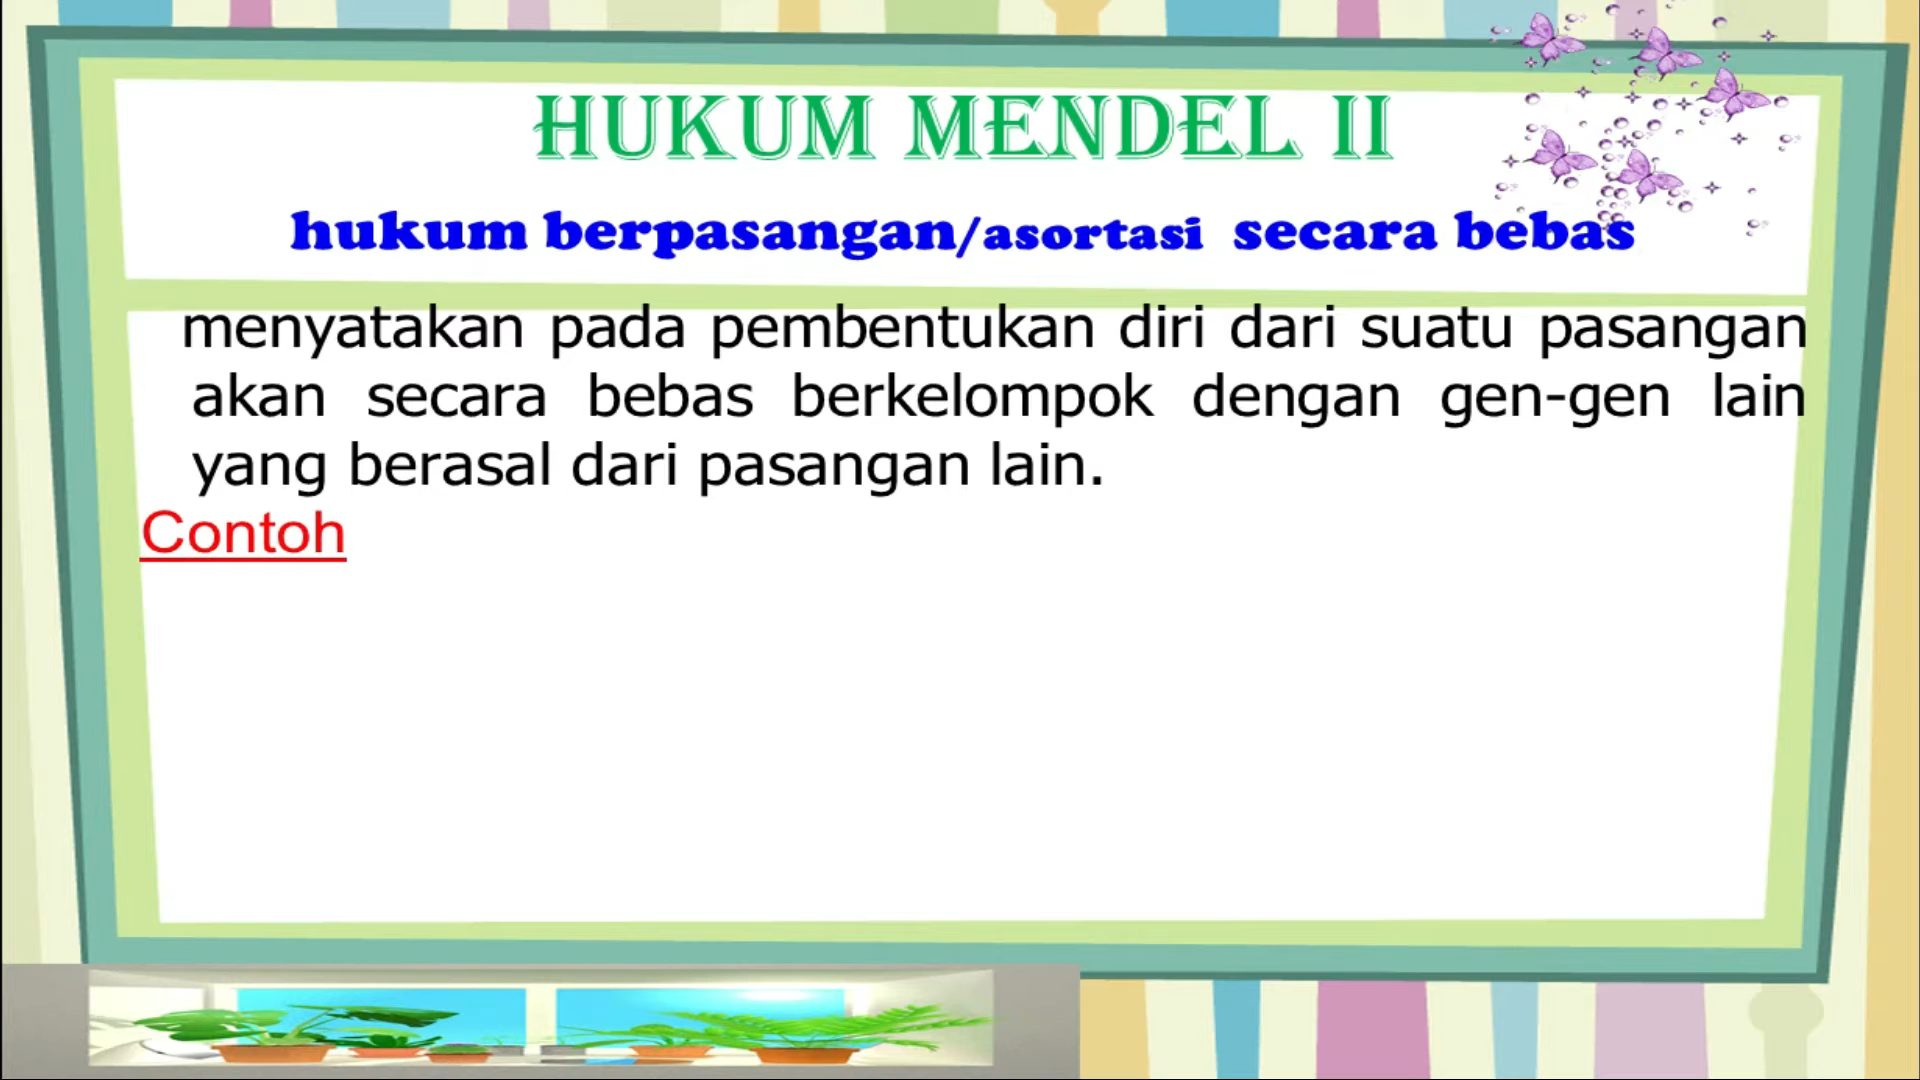 HUKUM MENDEL II
hukum berpasangan/asortasi secara bebas
menyatakan pada pembentukan diri dari suatu pasangan
akan secara bebas berkelompok dengan gen-gen lain
yang berasal dari pasangan lain.
Contoh